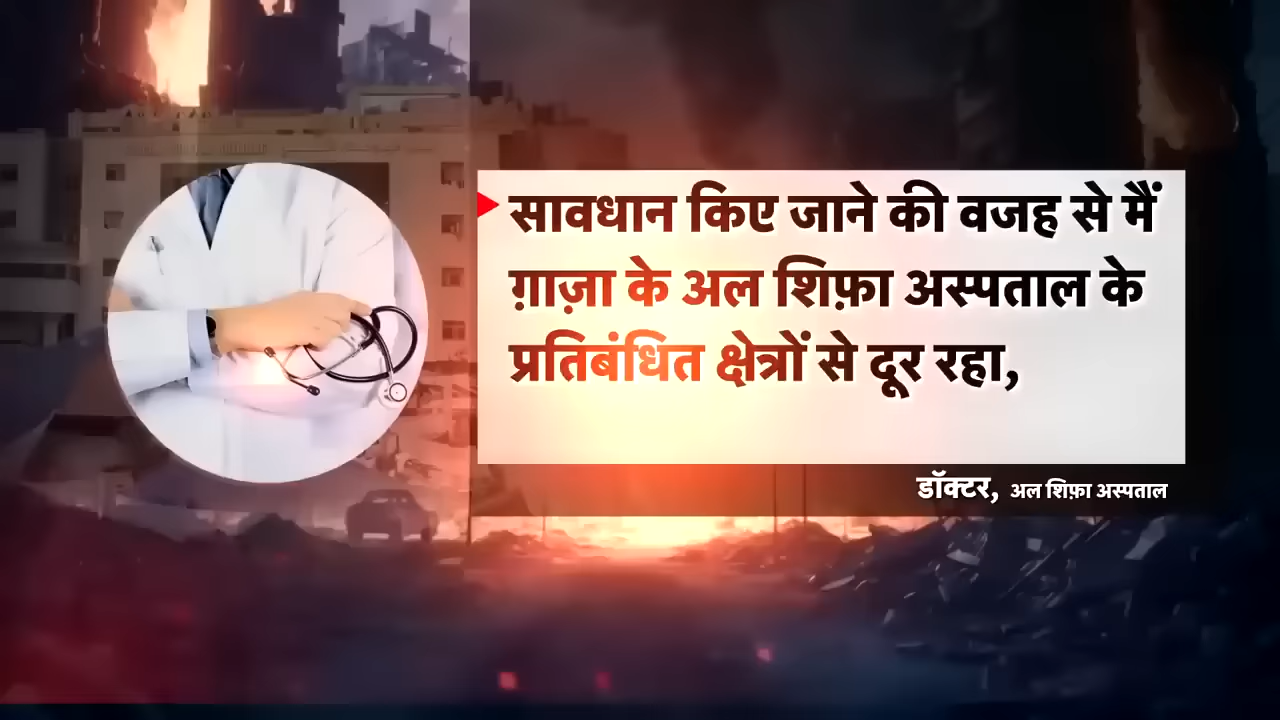 सावधान किए जाने की वजह से मैं
ग़ाज़ा के अल शिफ़ा अस्पताल के
प्रतिबंधित क्षेत्रों से दूर रहा,
डॉक्टर, अल शिफ़ा अस्पताल